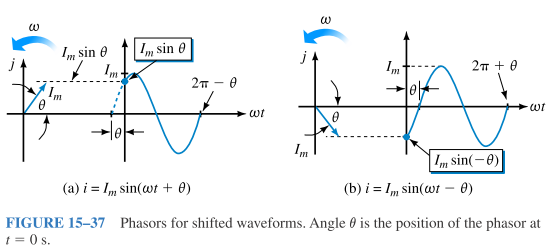 ω
j
I_m sin θ
I_m
θ
I_m
I_m sin θ
2π − θ
θ
ωt
(a) i = I_m sin(ωt + θ)
ω
j
θ
I_m
I_m
θ
2π + θ
ωt
I_m sin(−θ)
(b) i = I_m sin(ωt − θ)
FIGURE 15–37 Phasors for shifted waveforms. Angle θ is the position of the phasor at
t = 0 s.